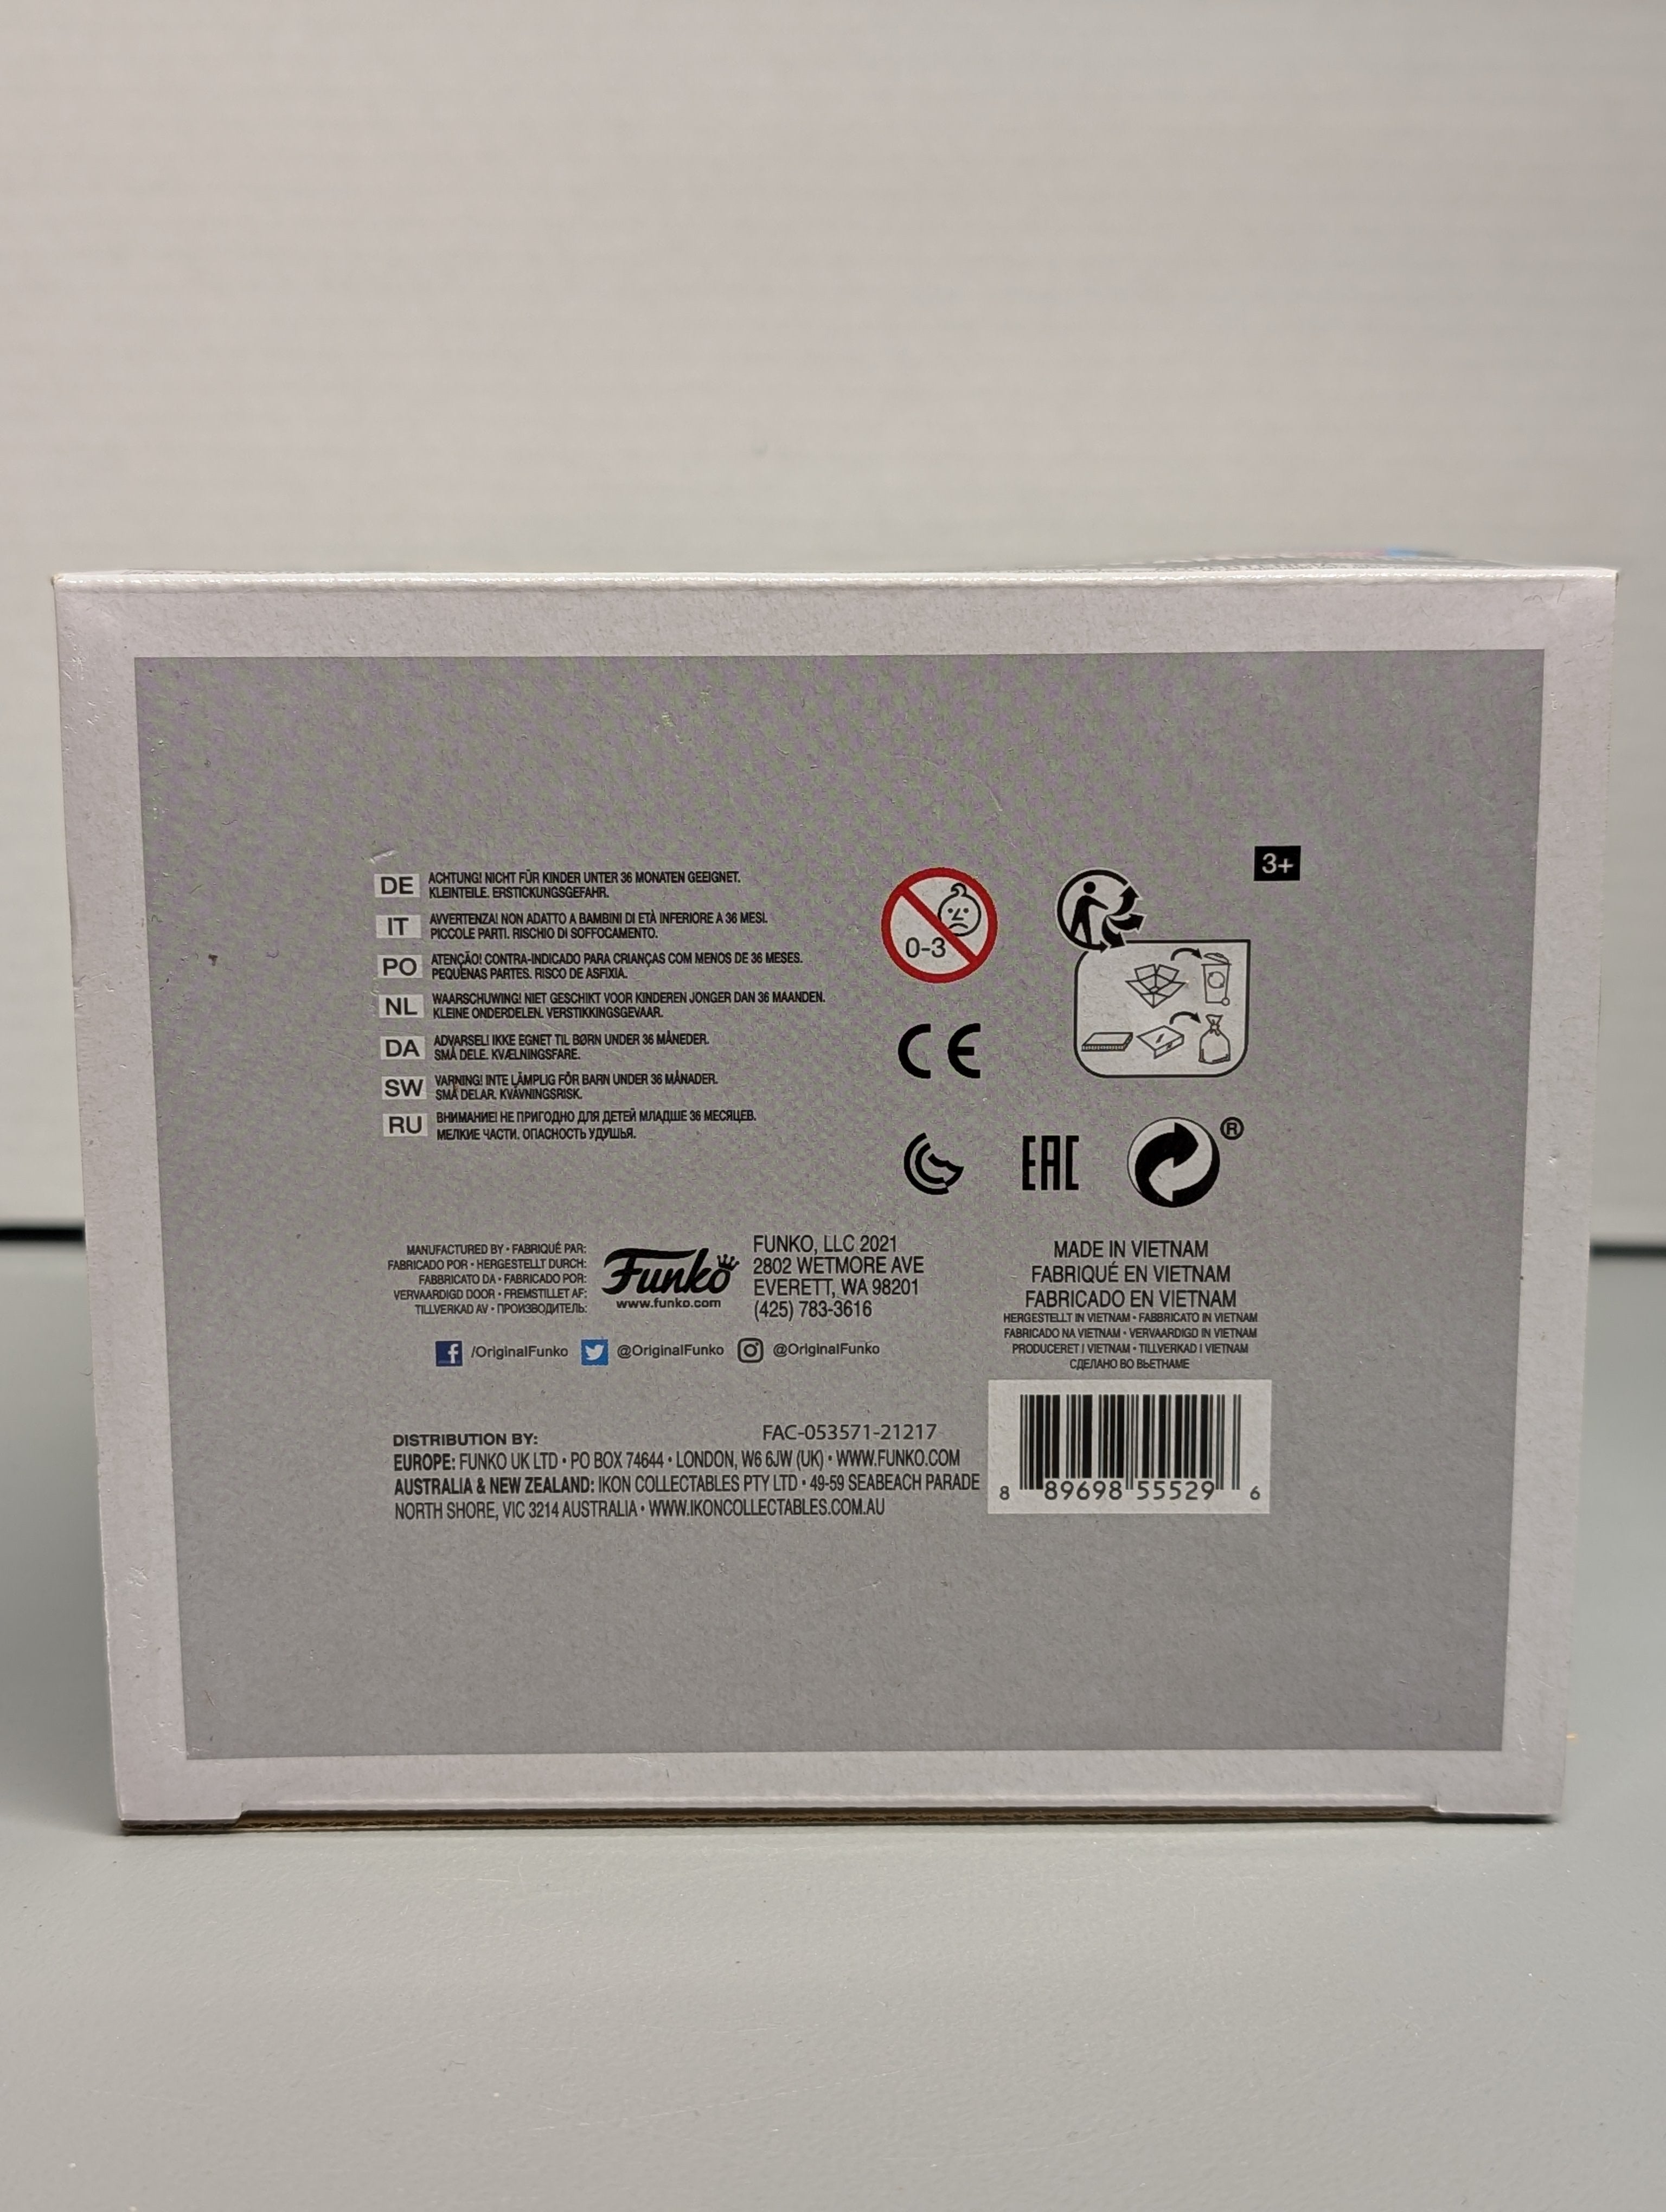 3+
DE ACHTUNG! NICHT FÜR KINDER UNTER 36 MONATEN GEEIGNET.
KLEINTEILE. ERSTICKUNGSGEFAHR.
IT AVVERTENZA! NON ADATTO A BAMBINI DI ETÀ INFERIORE A 36 MESI.
PICCOLE PARTI. RISCHIO DI SOFFOCAMENTO.
PO ATENÇÃO! CONTRA-INDICADO PARA CRIANÇAS COM MENOS DE 36 MESES.
PEQUENAS PARTES. RISCO DE ASFIXIA.
NL WAARSCHUWING! NIET GESCHIKT VOOR KINDEREN JONGER DAN 36 MAANDEN.
KLEINE ONDERDELEN. VERSTIKKINGSGEVAAR.
DA ADVARSEL! IKKE EGNET TIL BØRN UNDER 36 MÅNEDER.
SMÅ DELE. KVÆLNINGSFARE.
SW VARNING! INTE LÄMPLIG FÖR BARN UNDER 36 MÅNADER.
SMÅ DELAR. KVÄVNINGSRISK.
RU ВНИМАНИЕ! НЕ ПРИГОДНО ДЛЯ ДЕТЕЙ МЛАДШЕ 36 МЕСЯЦЕВ.
МЕЛКИЕ ЧАСТИ. ОПАСНОСТЬ УДУШЬЯ.
0-3
CE
EAC
®
MANUFACTURED BY • FABRIQUÉ PAR:
FABRICADO POR • HERGESTELLT DURCH:
FABBRICATO DA • FABRICADO POR:
VERVAARDIGD DOOR • FREMSTILLET AF:
TILLVERKAD AV • ПРОИЗВОДИТЕЛЬ:
Funko
www.funko.com
FUNKO, LLC 2021
2802 WETMORE AVE
EVERETT, WA 98201
(425) 783-3616
/OriginalFunko @OriginalFunko @OriginalFunko
MADE IN VIETNAM
FABRIQUÉ EN VIETNAM
FABRICADO EN VIETNAM
HERGESTELLT IN VIETNAM • FABBRICATO IN VIETNAM
FABRICADO NA VIETNAM • VERVAARDIGD IN VIETNAM
PRODUCERET I VIETNAM • TILLVERKAD I VIETNAM
СДЕЛАНО ВО ВЬЕТНАМЕ
FAC-053571-21217
DISTRIBUTION BY:
EUROPE: FUNKO UK LTD • PO BOX 74644 • LONDON, W6 6JW (UK) • WWW.FUNKO.COM
AUSTRALIA & NEW ZEALAND: IKON COLLECTABLES PTY LTD • 49-59 SEABEACH PARADE
NORTH SHORE, VIC 3214 AUSTRALIA • WWW.IKONCOLLECTABLES.COM.AU
8 89698 55529 6